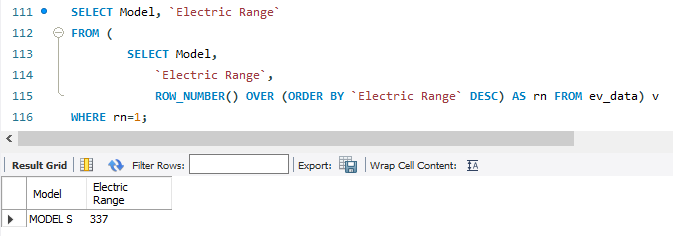 111 SELECT Model, `Electric Range`
112 FROM (
113 SELECT Model,
114 `Electric Range`,
115 ROW_NUMBER() OVER (ORDER BY `Electric Range` DESC) AS rn FROM ev_data) v
116 WHERE rn=1;
Result Grid Filter Rows: Export: Wrap Cell Content: IA
Model Electric
Range
MODEL S 337